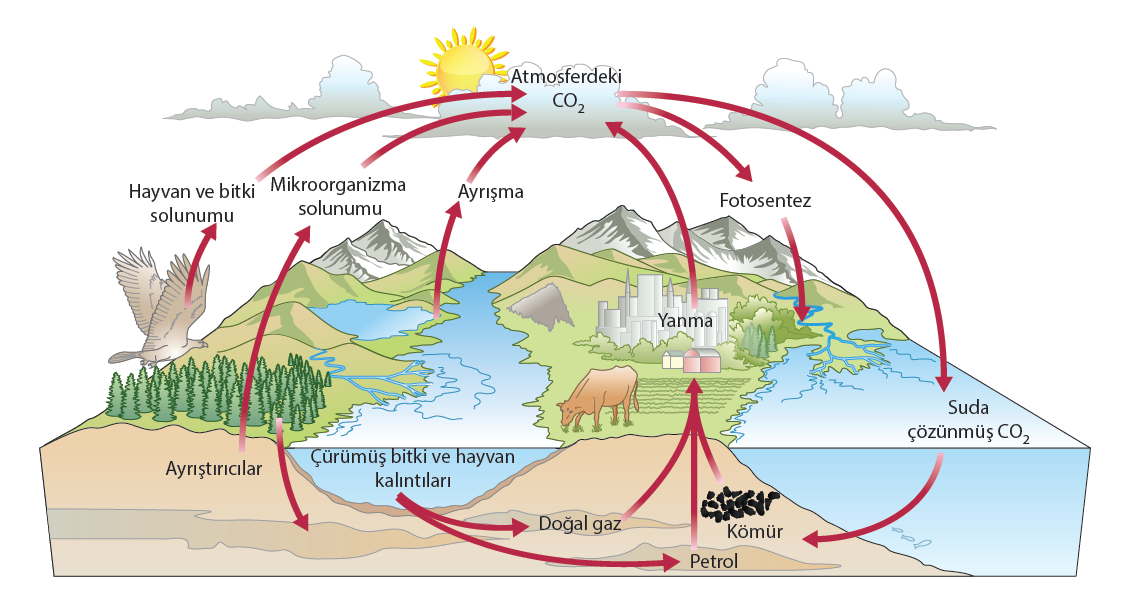 Atmosferdeki
CO₂
Hayvan ve bitki
solunumu
Mikroorganizma
solunumu
Ayrışma
Fotosentez
Yanma
Suda
çözünmüş CO₂
Ayrıştırıcılar
Çürümüş bitki ve hayvan
kalıntıları
Doğal gaz
Kömür
Petrol